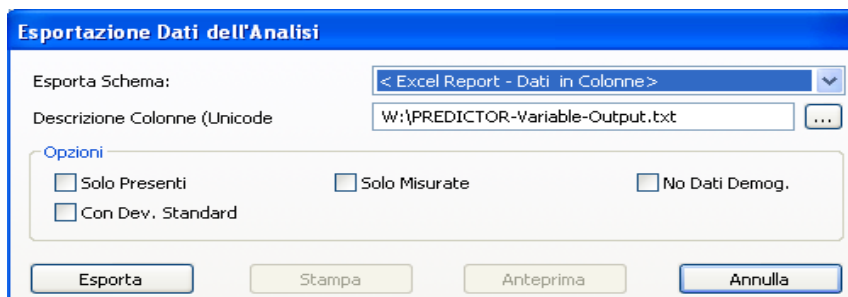 Esportazione Dati dell'Analisi
Esporta Schema: < Excel Report - Dati in Colonne>
Descrizione Colonne (Unicode W:\PREDICTOR-Variable-Output.txt ...
Opzioni
Solo Presenti Solo Misurate No Dati Demog.
Con Dev. Standard
Esporta Stampa Anteprima Annulla